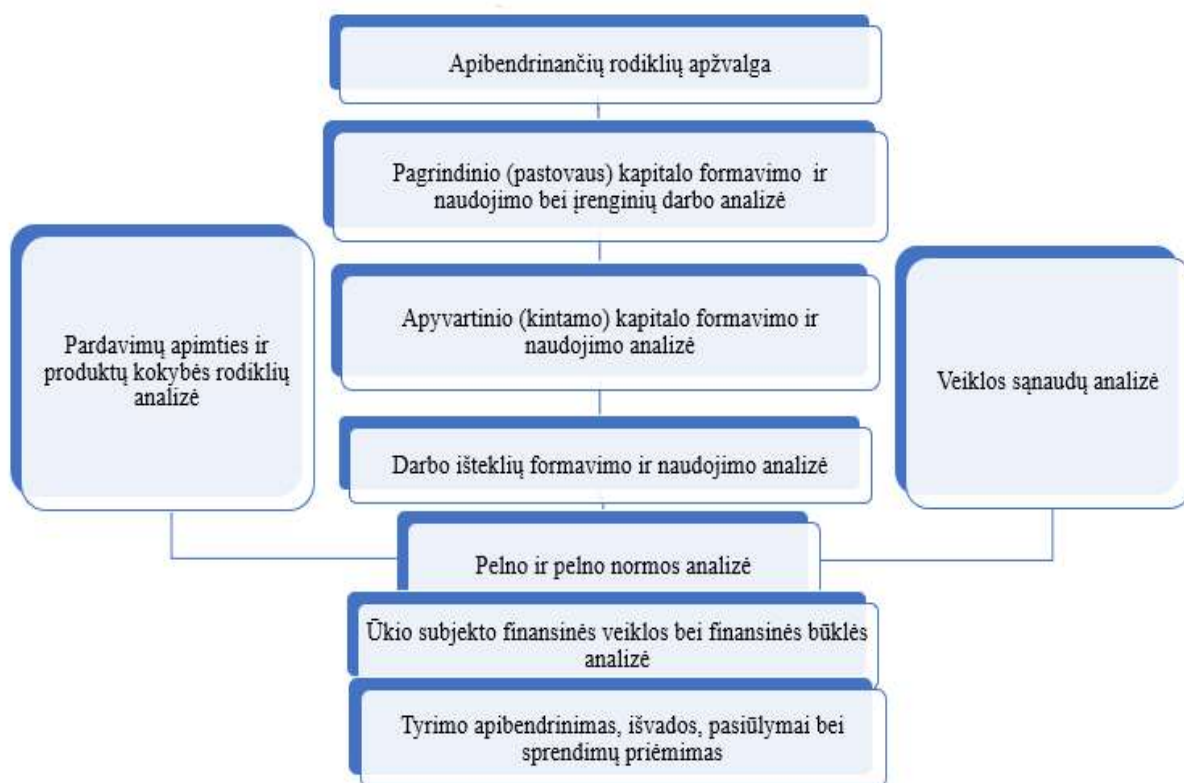 Apibendrinančių rodiklių apžvalga
Pagrindinio (pastovaus) kapitalo formavimo ir
naudojimo bei įrenginių darbo analizė
Pardavimų apimties ir
produktų kokybės rodiklių
analizė
Apyvartinio (kintamo) kapitalo formavimo ir
naudojimo analizė
Veiklos sąnaudų analizė
Darbo išteklių formavimo ir naudojimo analizė
Pelno ir pelno normos analizė
Ūkio subjekto finansinės veiklos bei finansinės būklės
analizė
Tyrimo apibendrinimas, išvados, pasiūlymai bei
sprendimų priėmimas